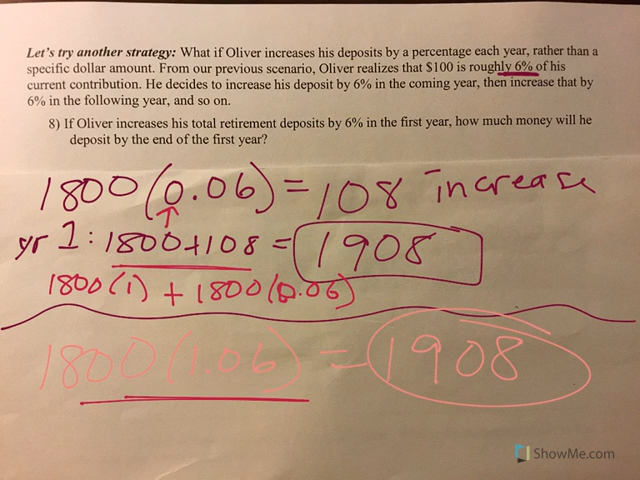 Let's try another strategy: What if Oliver increases his deposits by a percentage each year, rather than a
specific dollar amount. From our previous scenario, Oliver realizes that $100 is roughly 6% of his
current contribution. He decides to increase his deposit by 6% in the coming year, then increase that by
6% in the following year, and so on.
8) If Oliver increases his total retirement deposits by 6% in the first year, how much money will he
deposit by the end of the first year?
1800(0.06) = 108 increase
yr 1: 1800+108 = 1908
1800(1) + 1800(0.06)
1800(1.06) = 1908
ShowMe.com